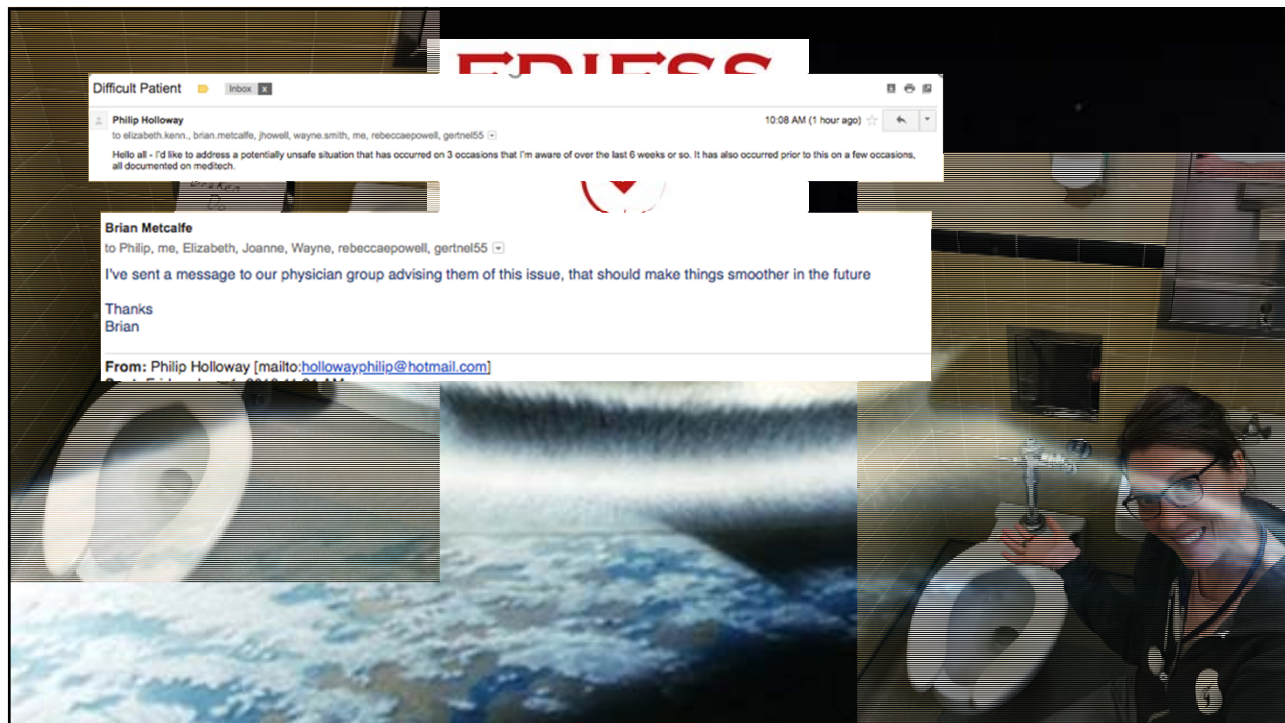 EDIESS
Difficult Patient Inbox x
Philip Holloway 10:08 AM (1 hour ago)
to elizabeth.kenn., brian.metcalfe, jhowell, wayne.smith, me, rebeccaepowell, gertnel55
Hello all - I'd like to address a potentially unsafe situation that has occurred on 3 occasions that I'm aware of over the last 6 weeks or so. It has also occurred prior to this on a few occasions,
all documented on meditech.
Broken
Do
Brian Metcalfe
to Philip, me, Elizabeth, Joanne, Wayne, rebeccaepowell, gertnel55
I've sent a message to our physician group advising them of this issue, that should make things smoother in the future
Thanks
Brian
From: Philip Holloway [mailto:hollowayphilip@hotmail.com]